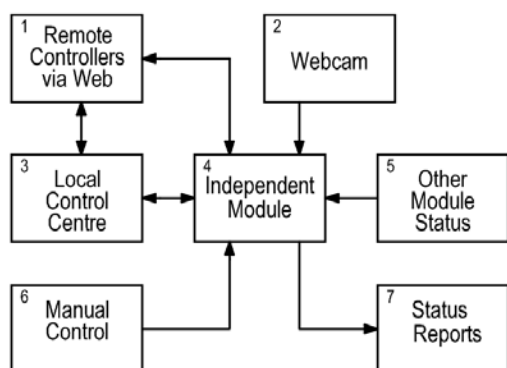 1
Remote
Controllers
via Web
2
Webcam
3
Local
Control
Centre
4
Independent
Module
5
Other
Module
Status
6
Manual
Control
7
Status
Reports